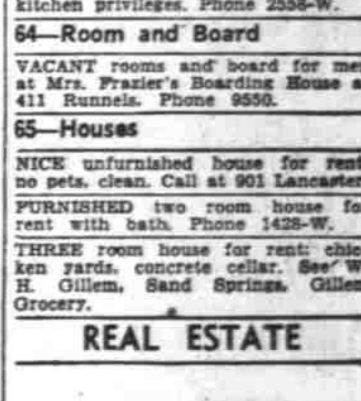 kitchen privileges. Phone 2558-W.
64—Room and Board
VACANT rooms and board for men
at Mrs. Frazier's Boarding House a
411 Runnels. Phone 9550.
65—Houses
NICE unfurnished house for rent
no pets, clean. Call at 901 Lancaster
FURNISHED two room house fo
rent with bath. Phone 1428-W.
THREE room house for rent; chic
ken yards, concrete cellar. See W
H. Gillem, Sand Springs, Gillem
Grocery.
REAL ESTATE